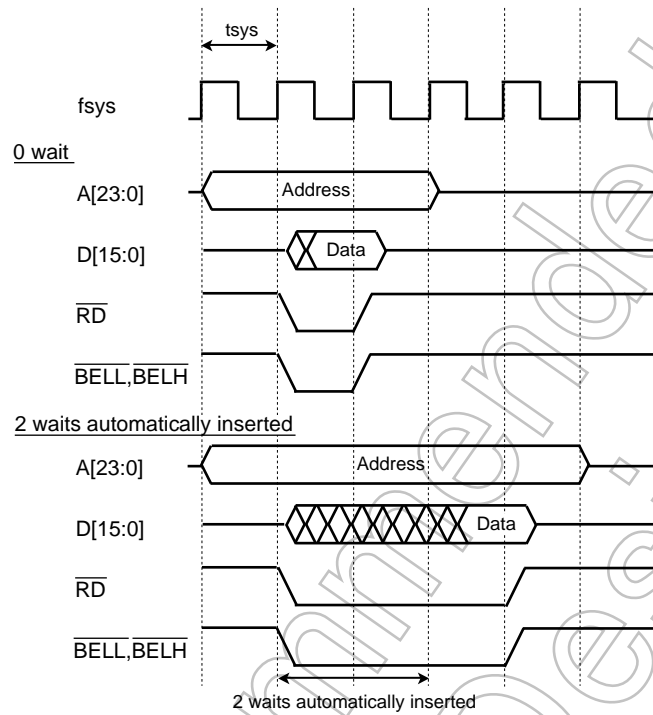 tsys
fsys
0 wait
A[23:0]
Address
D[15:0]
Data
RD
BELL,BELH
2 waits automatically inserted
A[23:0]
Address
D[15:0]
Data
RD
BELL,BELH
2 waits automatically inserted